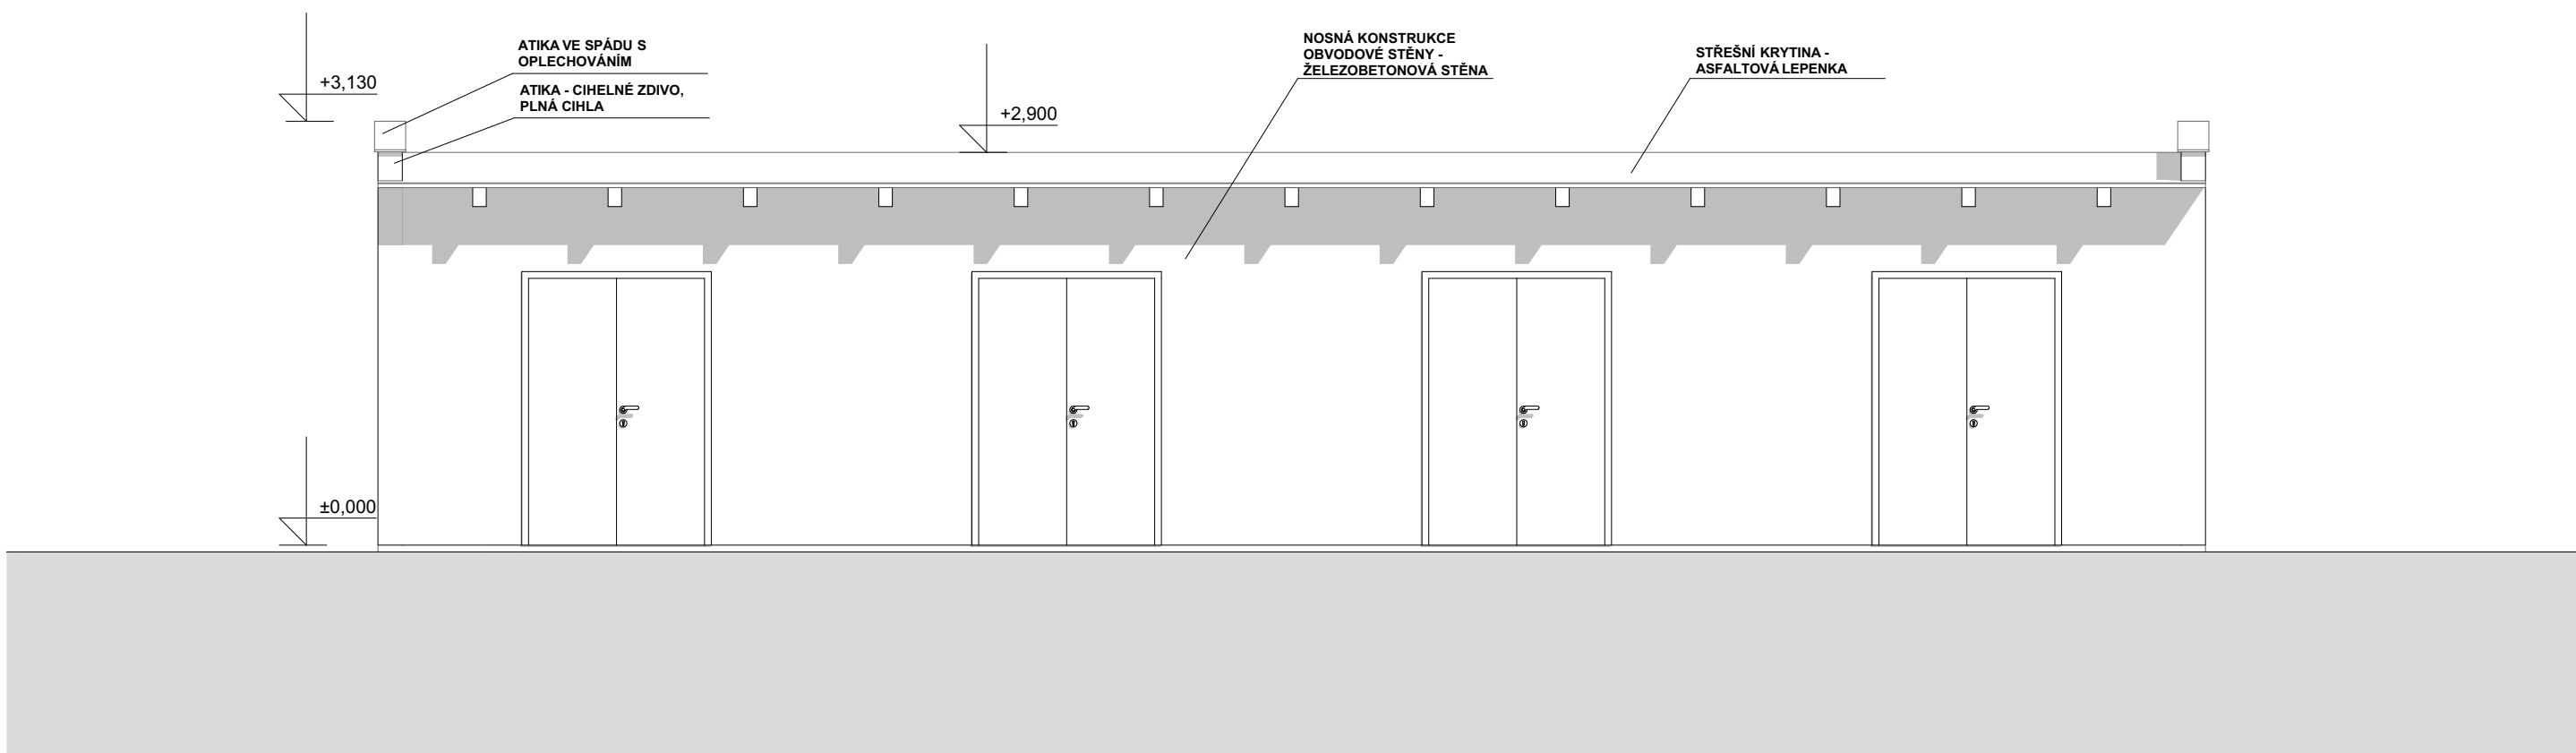 ATIKA VE SPÁDU S
OPLECHOVÁNÍM
ATIKA - CIHELNÉ ZDIVO,
PLNÁ CIHLA
NOSNÁ KONSTRUKCE
OBVODOVÉ STĚNY -
ŽELEZOBETONOVÁ STĚNA
STŘEŠNÍ KRYTINA -
ASFALTOVÁ LEPENKA
+3,130
+2,900
±0,000